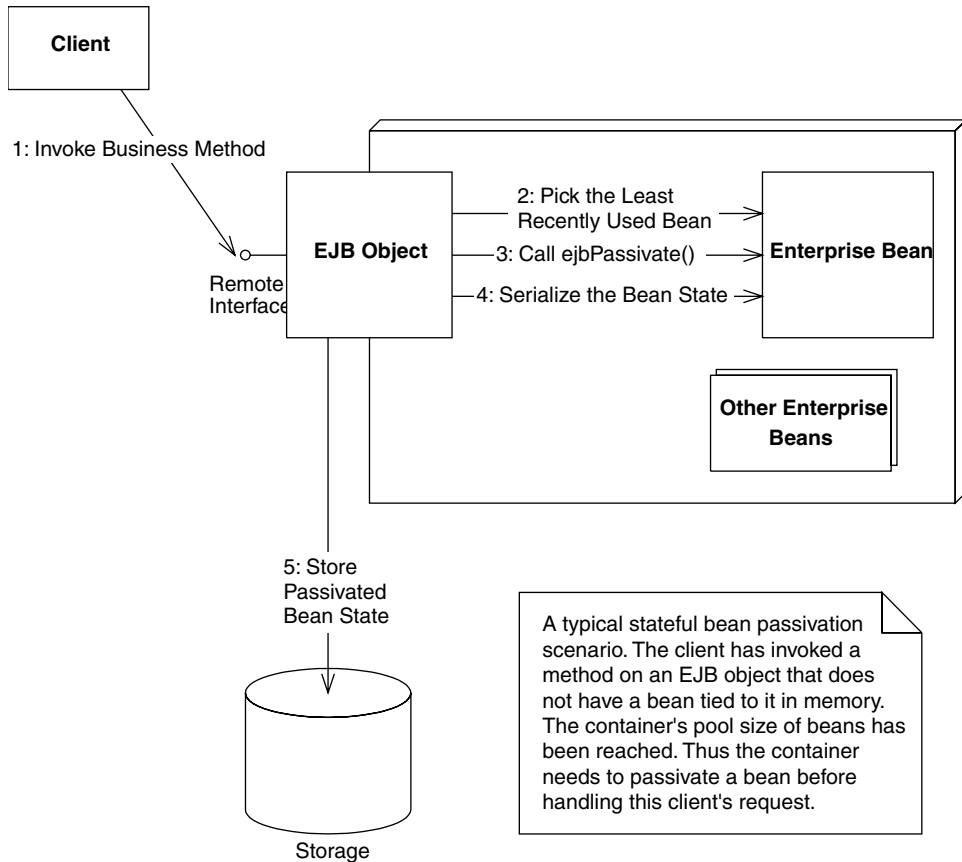 Client
1: Invoke Business Method
2: Pick the Least
Recently Used Bean
EJB Object
3: Call ejbPassivate()
Enterprise Bean
Remote
Interface
4: Serialize the Bean State
Other Enterprise
Beans
5: Store
Passivated
Bean State
A typical stateful bean passivation
scenario. The client has invoked a
method on an EJB object that does
not have a bean tied to it in memory.
The container's pool size of beans has
been reached. Thus the container
needs to passivate a bean before
handling this client's request.
Storage